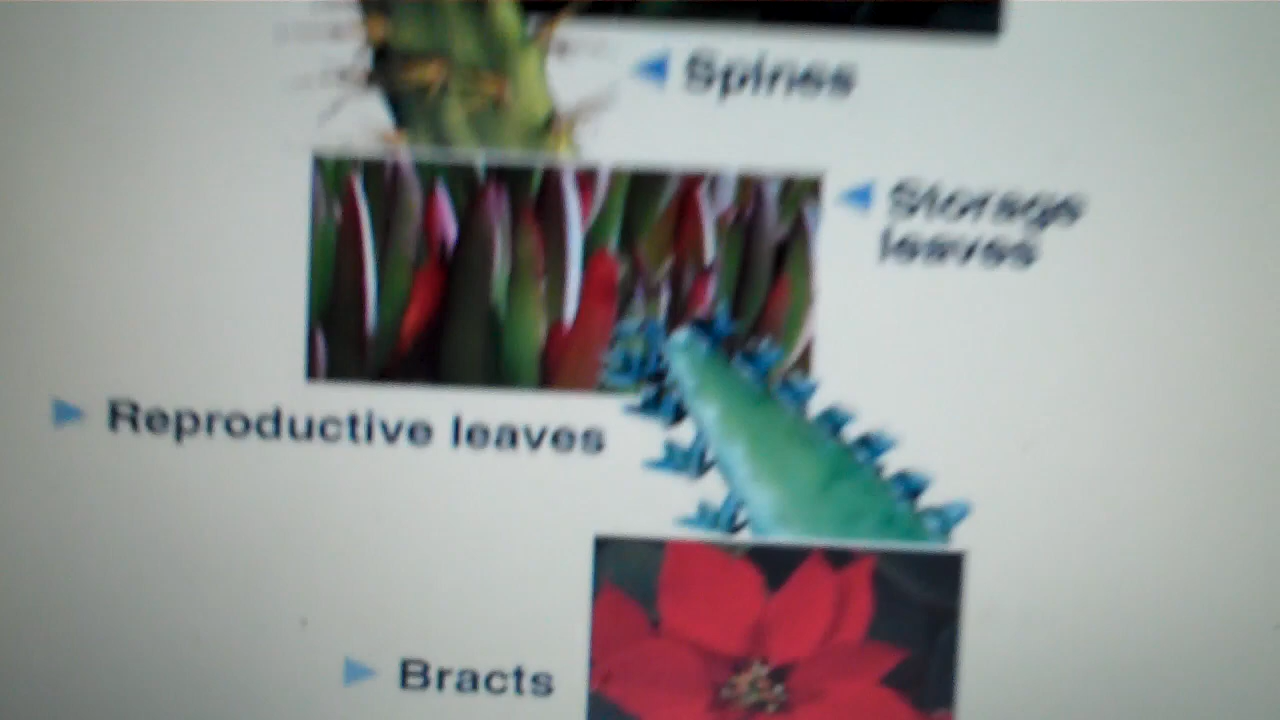 Spines
Storage
leaves
Reproductive leaves
Bracts